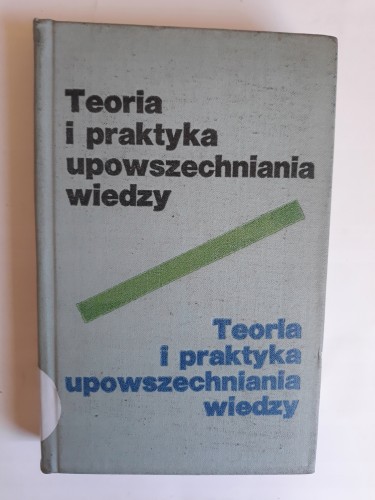 Teoria
i praktyka
upowszechniania
wiedzy
Teoria
i praktyka
upowszechniania
wiedzy